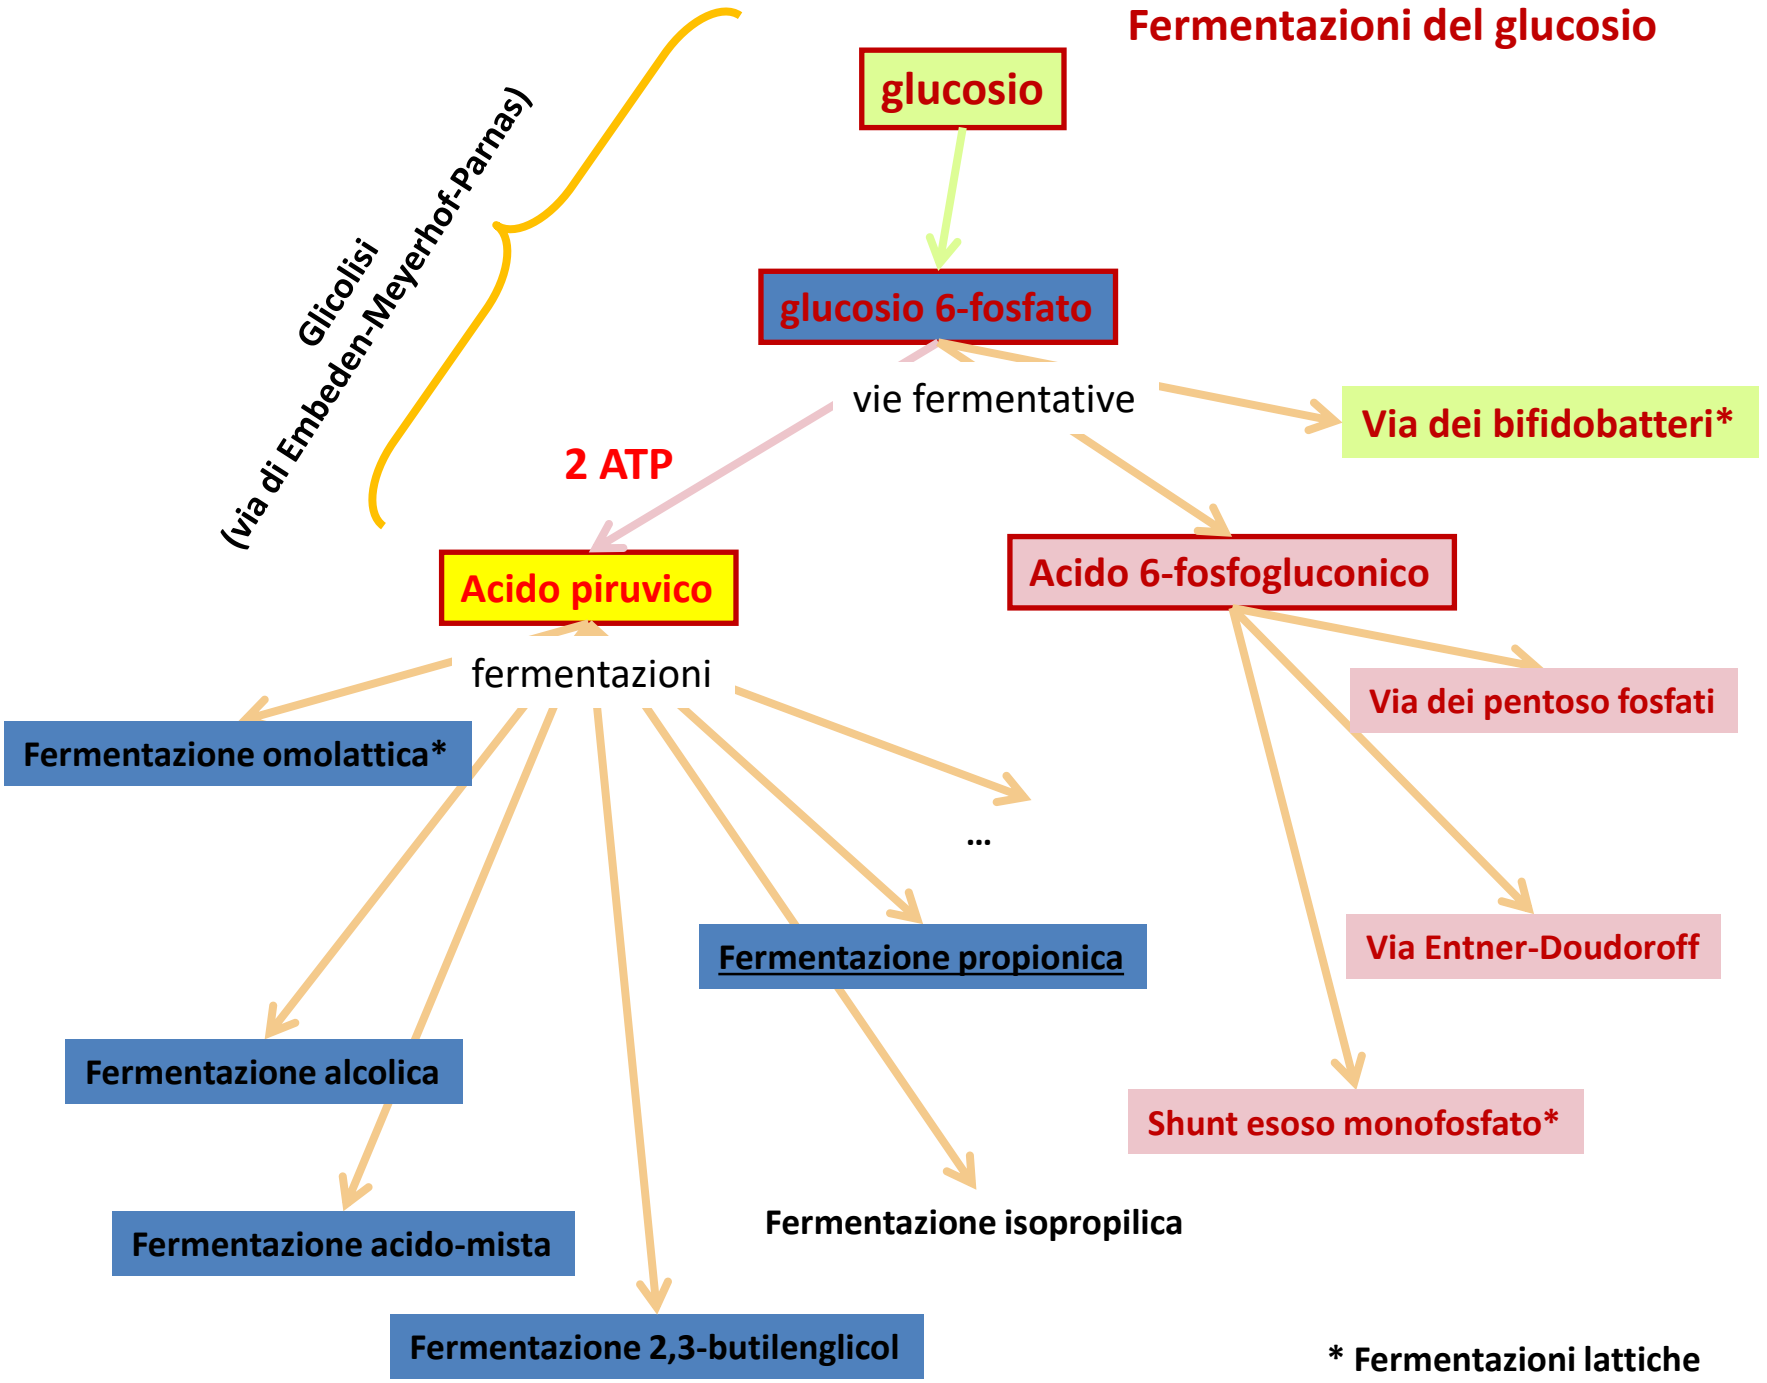 Fermentazioni del glucosio
glucosio
Glicolisi
(via di Embeden-Meyerhof-Parnas)
glucosio 6-fosfato
vie fermentative
Via dei bifidobatteri*
2 ATP
Acido piruvico
Acido 6-fosfogluconico
fermentazioni
Via dei pentoso fosfati
Fermentazione omolattica*
...
Fermentazione propionica
Via Entner-Doudoroff
Fermentazione alcolica
Shunt esoso monofosfato*
Fermentazione isopropilica
Fermentazione acido-mista
Fermentazione 2,3-butilenglicol
* Fermentazioni lattiche